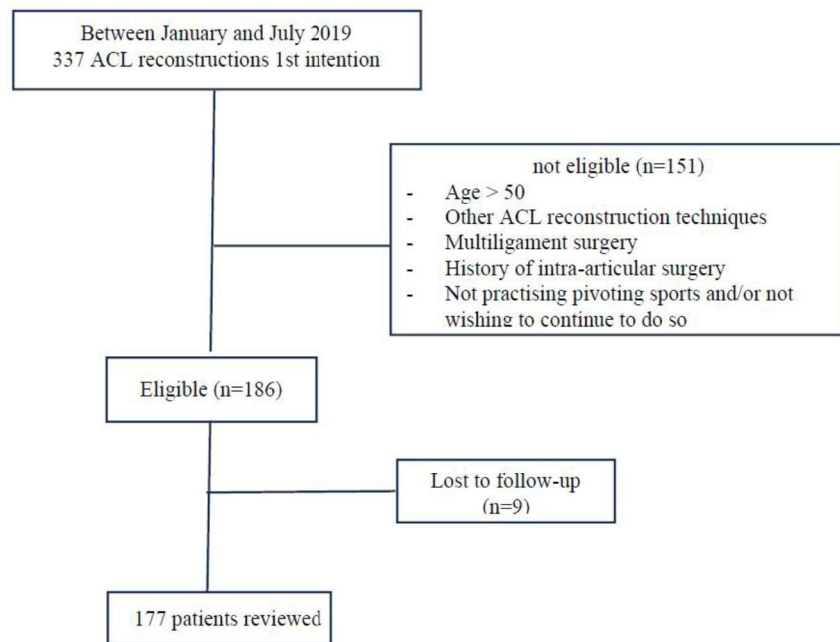 Between January and July 2019
337 ACL reconstructions 1st intention
not eligible (n=151)
- Age > 50
- Other ACL reconstruction techniques
- Multiligament surgery
- History of intra-articular surgery
- Not practising pivoting sports and/or not
wishing to continue to do so
Eligible (n=186)
Lost to follow-up
(n=9)
177 patients reviewed